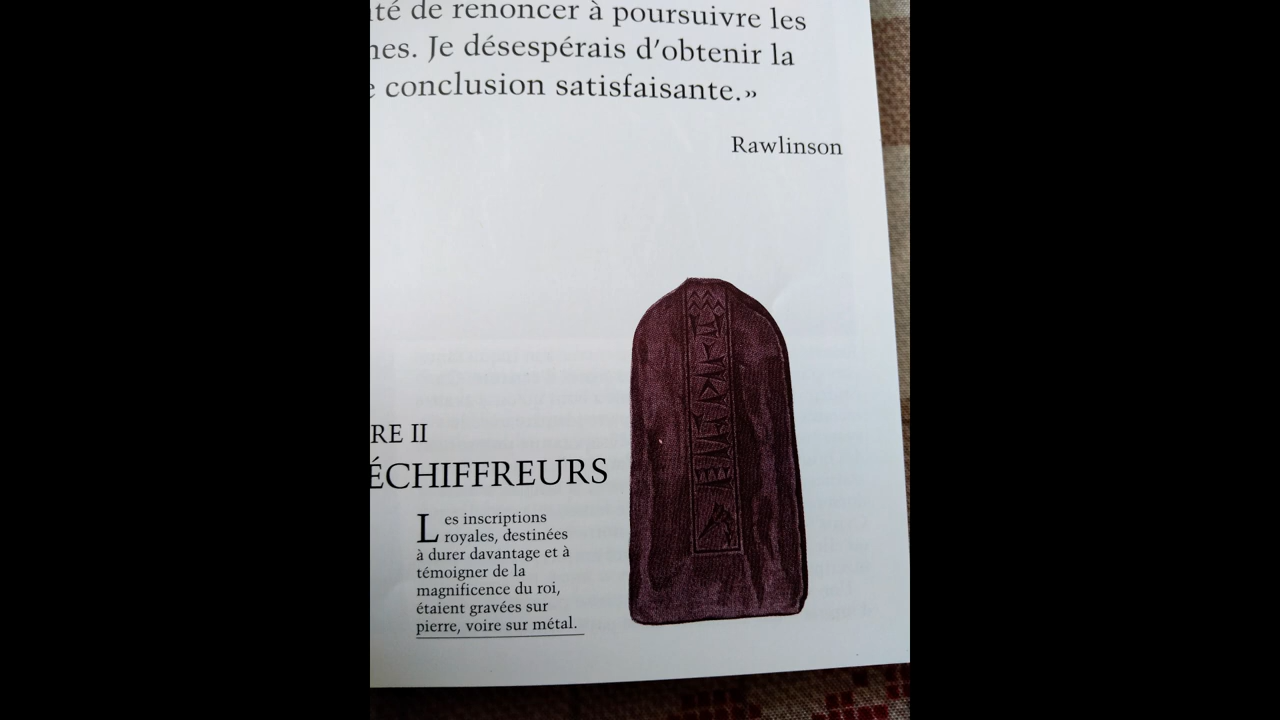 té de renoncer à poursuivre les
nes. Je désespérais d'obtenir la
conclusion satisfaisante.»
Rawlinson
RE II
ÉCHIFFREURS
Les inscriptions
royales, destinées
à durer davantage et à
témoigner de la
magnificence du roi,
étaient gravées sur
pierre, voire sur métal.